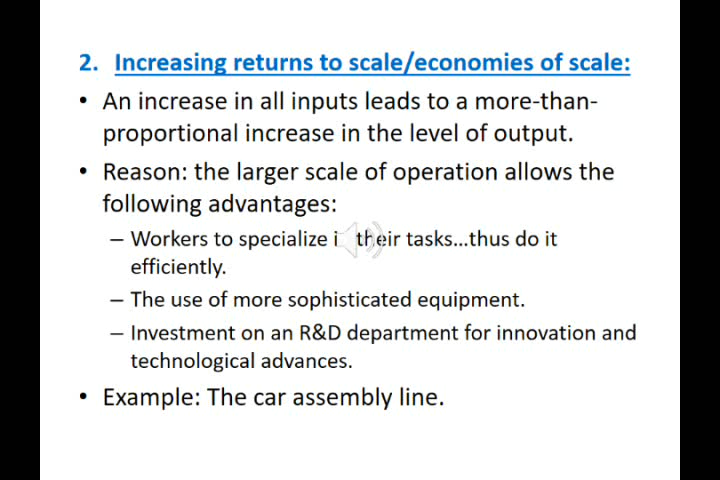 2. Increasing returns to scale/economies of scale:
• An increase in all inputs leads to a more-than-
proportional increase in the level of output.
• Reason: the larger scale of operation allows the
following advantages:
– Workers to specialize their tasks...thus do it
efficiently.
– The use of more sophisticated equipment.
– Investment on an R&D department for innovation and
technological advances.
• Example: The car assembly line.